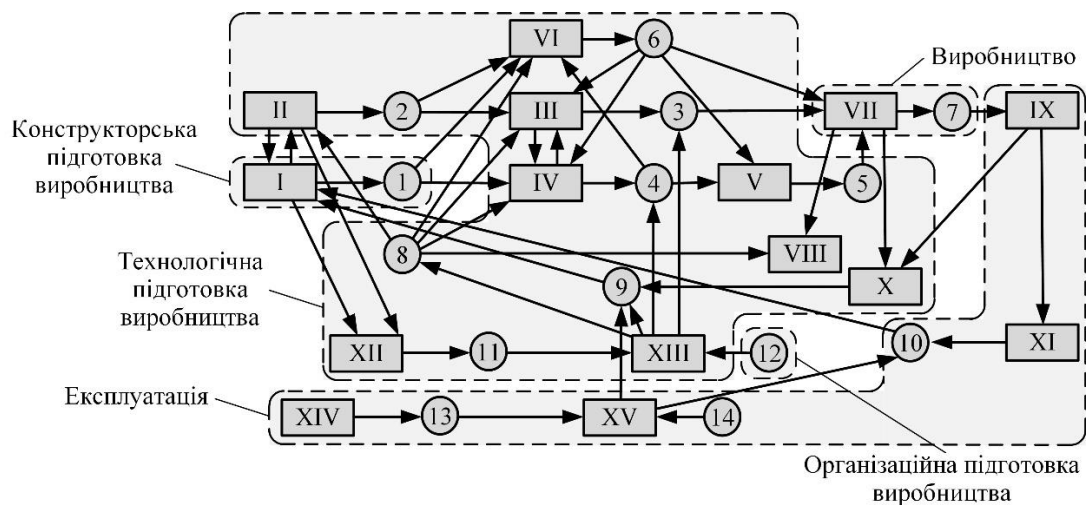 VI
6
Виробництво
II
2
III
3
VII
7
IX
Конструкторська
підготовка
виробництва
I
1
IV
4
V
5
8
VIII
Технологічна
підготовка
виробництва
9
X
XII
11
XIII
12
10
XI
Експлуатація
XIV
13
XV
14
Організаційна підготовка
виробництва